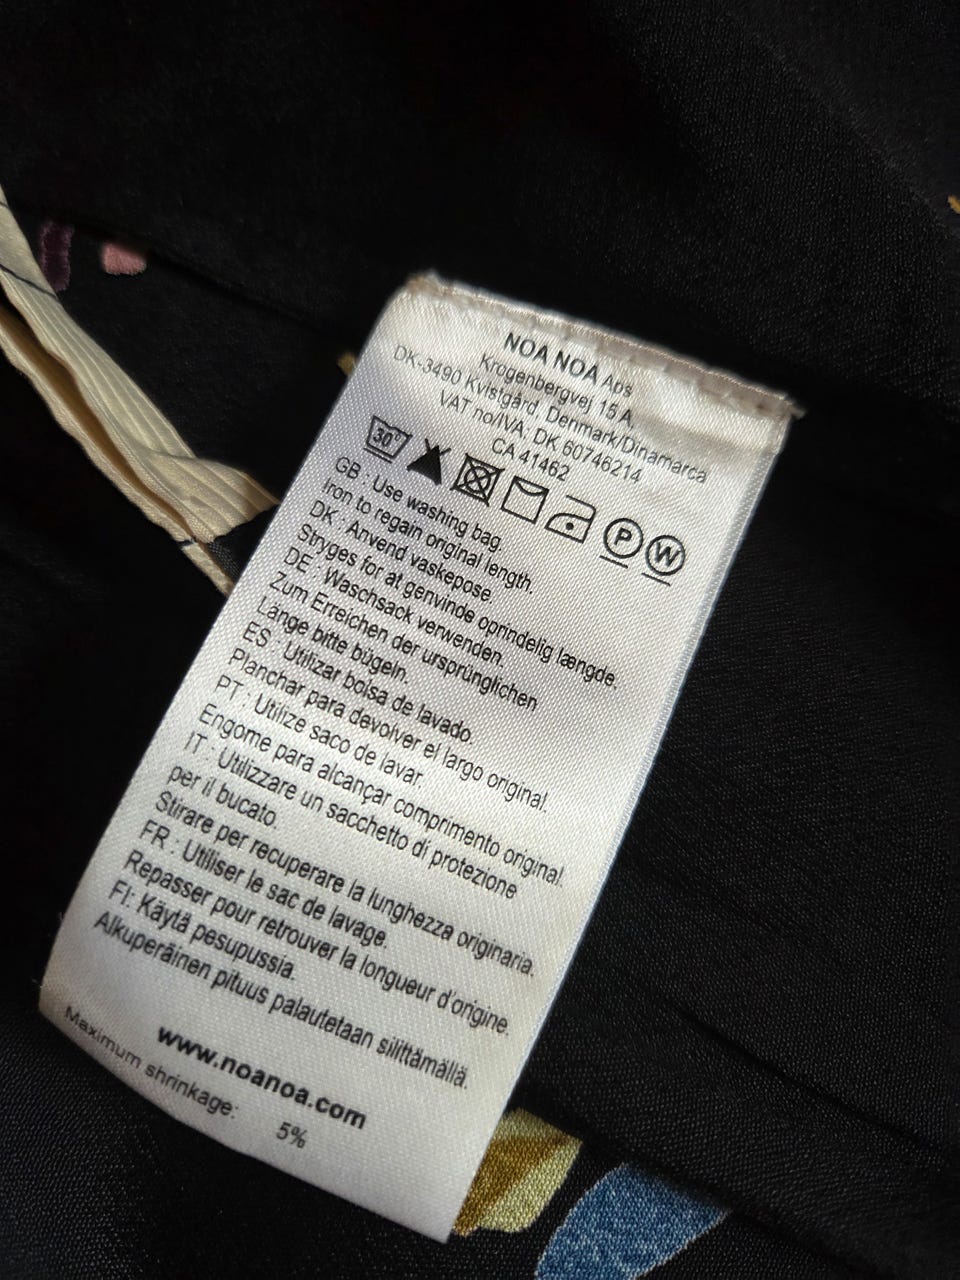 NOA NOA Aps
Krogenbergvej 15 A,
DK-3490 Kvistgård, Denmark/Dinamarca
VAT no/IVA: DK 60746214
CA 41462
30°
P W
GB : Use washing bag.
Iron to regain original length.
DK : Anvend vaskepose.
Stryges for at genvinde oprindelig længde.
DE : Waschsack verwenden.
Zum Erreichen der ursprünglichen
Länge bitte bügeln.
ES : Utilizar bolsa de lavado.
Planchar para devolver el largo original.
PT : Utilize saco de lavar.
Engome para alcançar comprimento original.
IT : Utilizzare un sacchetto di protezione
per il bucato.
Stirare per recuperare la lunghezza originaria.
FR : Utiliser le sac de lavage.
Repasser pour retrouver la longueur d'origine.
FI: Käytä pesupussia.
Alkuperäinen pituus palautetaan silittämällä.
www.noanoa.com
Maximum shrinkage: 5%